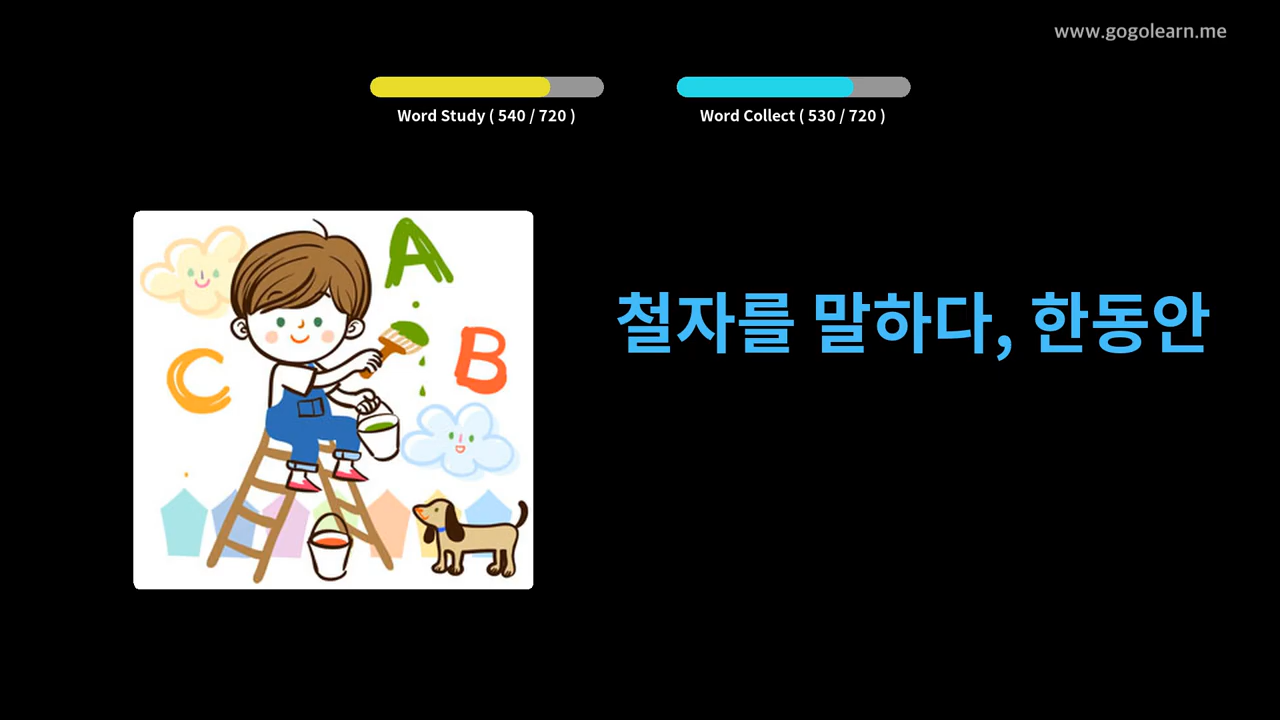 www.gogolearn.me
Word Study ( 540 / 720 )
Word Collect ( 530 / 720 )
A
B
C
철자를 말하다, 한동안